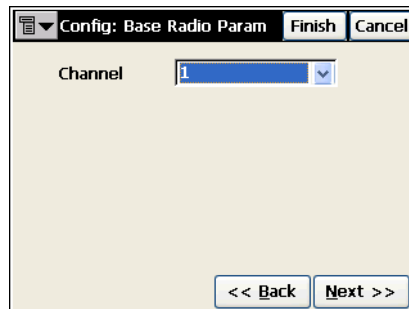 Config: Base Radio Param Finish Cancel
Channel 1
<< Back Next >>